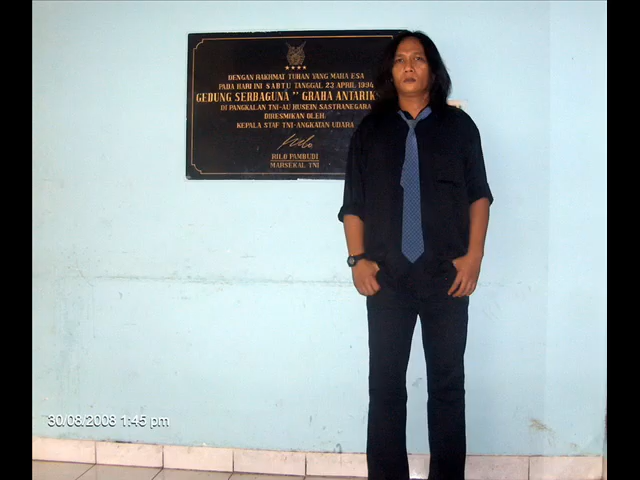 DENGAN RAKHMAT TUHAN YANG MAHA ESA
PADA HARI INI SABTU TANGGAL 23 APRIL 1994
GEDUNG SERBAGUNA " GRAHA ANTARIK
DI PANGKALAN TNI-AU HUSEIN SASTRANEGARA
DIRESMIKAN OLEH
KEPALA STAF TNI-ANGKATAN UDARA
RILO PAMBUDI
MARSEKAL TNI
30/08/2008 1:45 pm